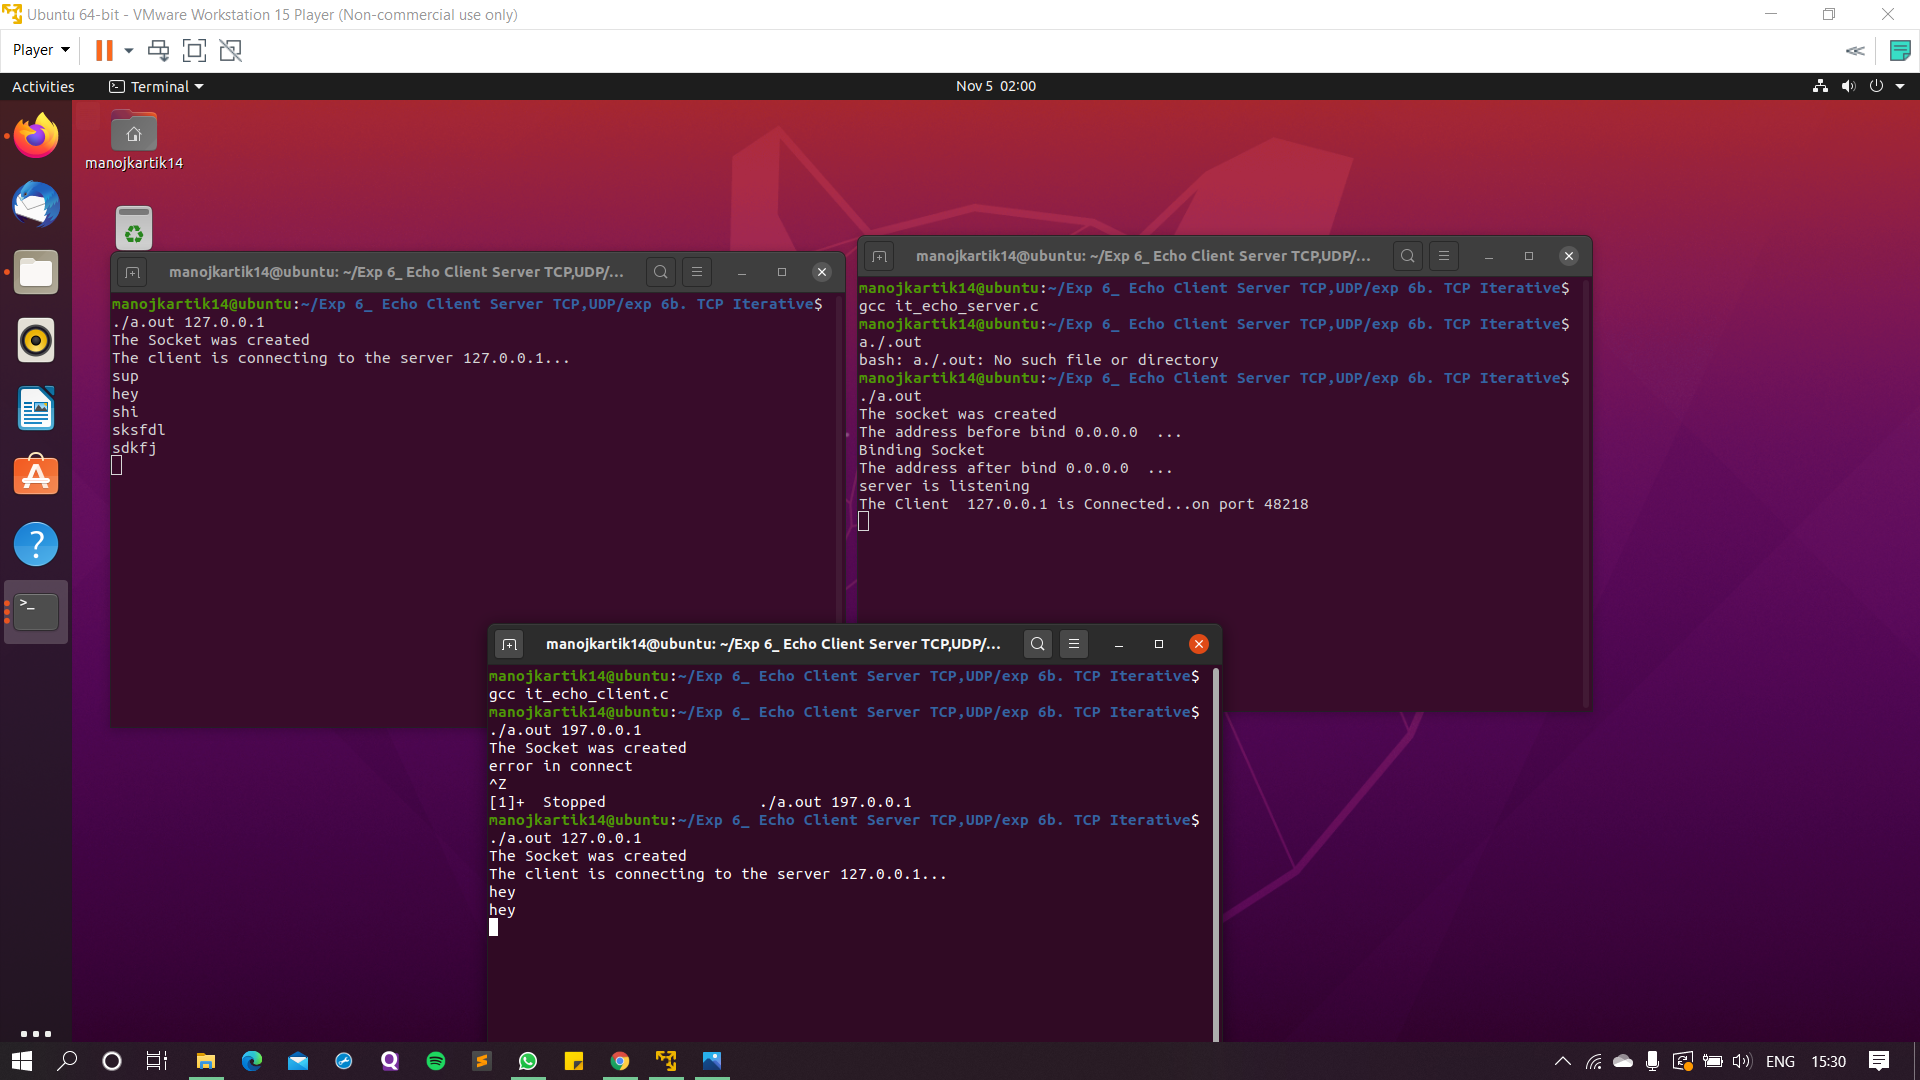 Ubuntu 64-bit - VMware Workstation 15 Player (Non-commercial use only)
Player
Activities
Terminal
Nov 5 02:00
manojkartik14
manojkartik14@ubuntu: ~/Exp 6_ Echo Client Server TCP,UDP/...
manojkartik14@ubuntu:~/Exp 6_ Echo Client Server TCP,UDP/exp 6b. TCP Iterative$
./a.out 127.0.0.1
The Socket was created
The client is connecting to the server 127.0.0.1...
sup
hey
shi
sksfdl
sdkfj
manojkartik14@ubuntu: ~/Exp 6_ Echo Client Server TCP,UDP/...
manojkartik14@ubuntu:~/Exp 6_ Echo Client Server TCP,UDP/exp 6b. TCP Iterative$
gcc it_echo_server.c
manojkartik14@ubuntu:~/Exp 6_ Echo Client Server TCP,UDP/exp 6b. TCP Iterative$
a./.out
bash: a./.out: No such file or directory
manojkartik14@ubuntu:~/Exp 6_ Echo Client Server TCP,UDP/exp 6b. TCP Iterative$
./a.out
The socket was created
The address before bind 0.0.0.0  ...
Binding Socket
The address after bind 0.0.0.0  ...
server is listening
The Client  127.0.0.1 is Connected...on port 48218
manojkartik14@ubuntu: ~/Exp 6_ Echo Client Server TCP,UDP/...
manojkartik14@ubuntu:~/Exp 6_ Echo Client Server TCP,UDP/exp 6b. TCP Iterative$
gcc it_echo_client.c
manojkartik14@ubuntu:~/Exp 6_ Echo Client Server TCP,UDP/exp 6b. TCP Iterative$
./a.out 197.0.0.1
The Socket was created
error in connect
^Z
[1]+  Stopped                 ./a.out 197.0.0.1
manojkartik14@ubuntu:~/Exp 6_ Echo Client Server TCP,UDP/exp 6b. TCP Iterative$
./a.out 127.0.0.1
The Socket was created
The client is connecting to the server 127.0.0.1...
hey
hey
ENG
15:30